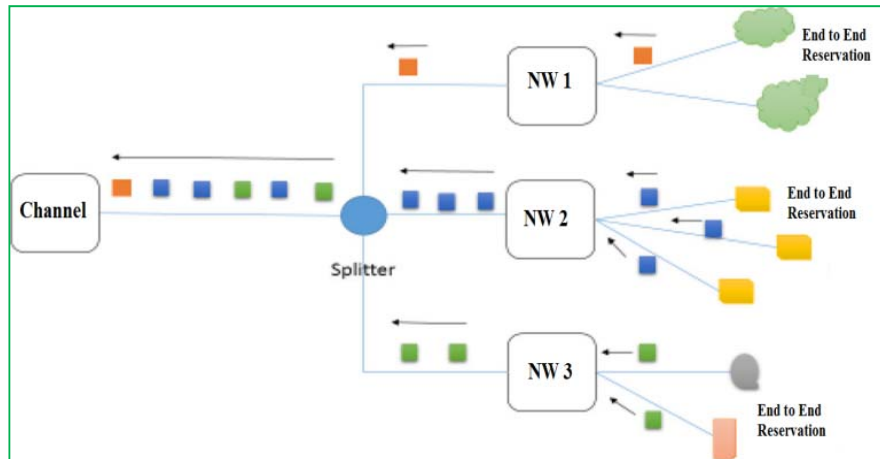 End to End
Reservation
NW 1
Channel
NW 2
End to End
Reservation
Splitter
NW 3
End to End
Reservation